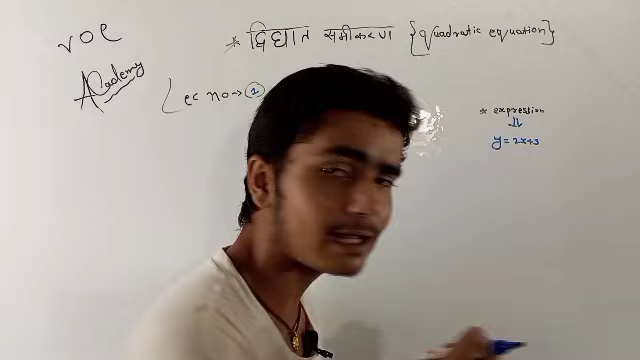 VOC
Academy
* द्विघात समीकरण {quadratic equation}
Lec no → 1
* expression
⇓
y = 2x+3